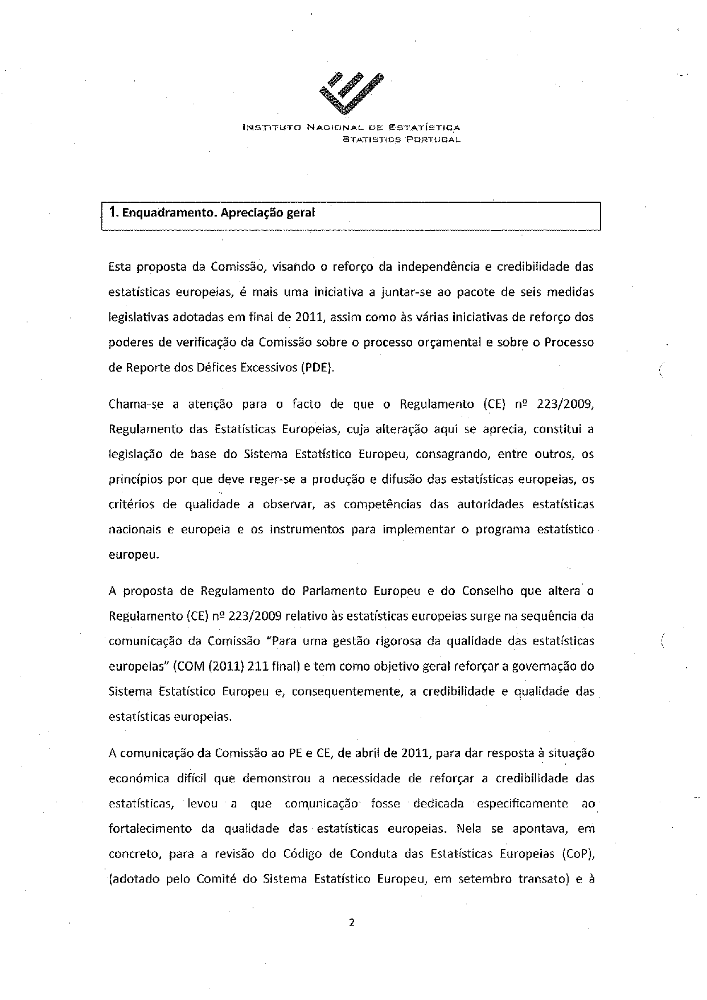 INSTITUTO NACIONAL DE ESTATÍSTICA
STATISTICS PORTUGAL
1. Enquadramento. Apreciação geral
Esta proposta da Comissão, visando o reforço da independência e credibilidade das
estatísticas europeias, é mais uma iniciativa a juntar-se ao pacote de seis medidas
legislativas adotadas em final de 2011, assim como às várias iniciativas de reforço dos
poderes de verificação da Comissão sobre o processo orçamental e sobre o Processo
de Reporte dos Défices Excessivos (PDE).
Chama-se a atenção para o facto de que o Regulamento (CE) nº 223/2009,
Regulamento das Estatísticas Europeias, cuja alteração aqui se aprecia, constitui a
legislação de base do Sistema Estatístico Europeu, consagrando, entre outros, os
princípios por que deve reger-se a produção e difusão das estatísticas europeias, os
critérios de qualidade a observar, as competências das autoridades estatísticas
nacionais e europeia e os instrumentos para implementar o programa estatístico
europeu.
A proposta de Regulamento do Parlamento Europeu e do Conselho que altera o
Regulamento (CE) nº 223/2009 relativo às estatísticas europeias surge na sequência da
comunicação da Comissão "Para uma gestão rigorosa da qualidade das estatísticas
europeias" (COM (2011) 211 final) e tem como objetivo geral reforçar a governação do
Sistema Estatístico Europeu e, consequentemente, a credibilidade e qualidade das
estatísticas europeias.
A comunicação da Comissão ao PE e CE, de abril de 2011, para dar resposta à situação
económica difícil que demonstrou a necessidade de reforçar a credibilidade das
estatísticas, levou a que comunicação fosse dedicada especificamente ao
fortalecimento da qualidade das estatísticas europeias. Nela se apontava, em
concreto, para a revisão do Código de Conduta das Estatísticas Europeias (CoP),
(adotado pelo Comité do Sistema Estatístico Europeu, em setembro transato) e à
2